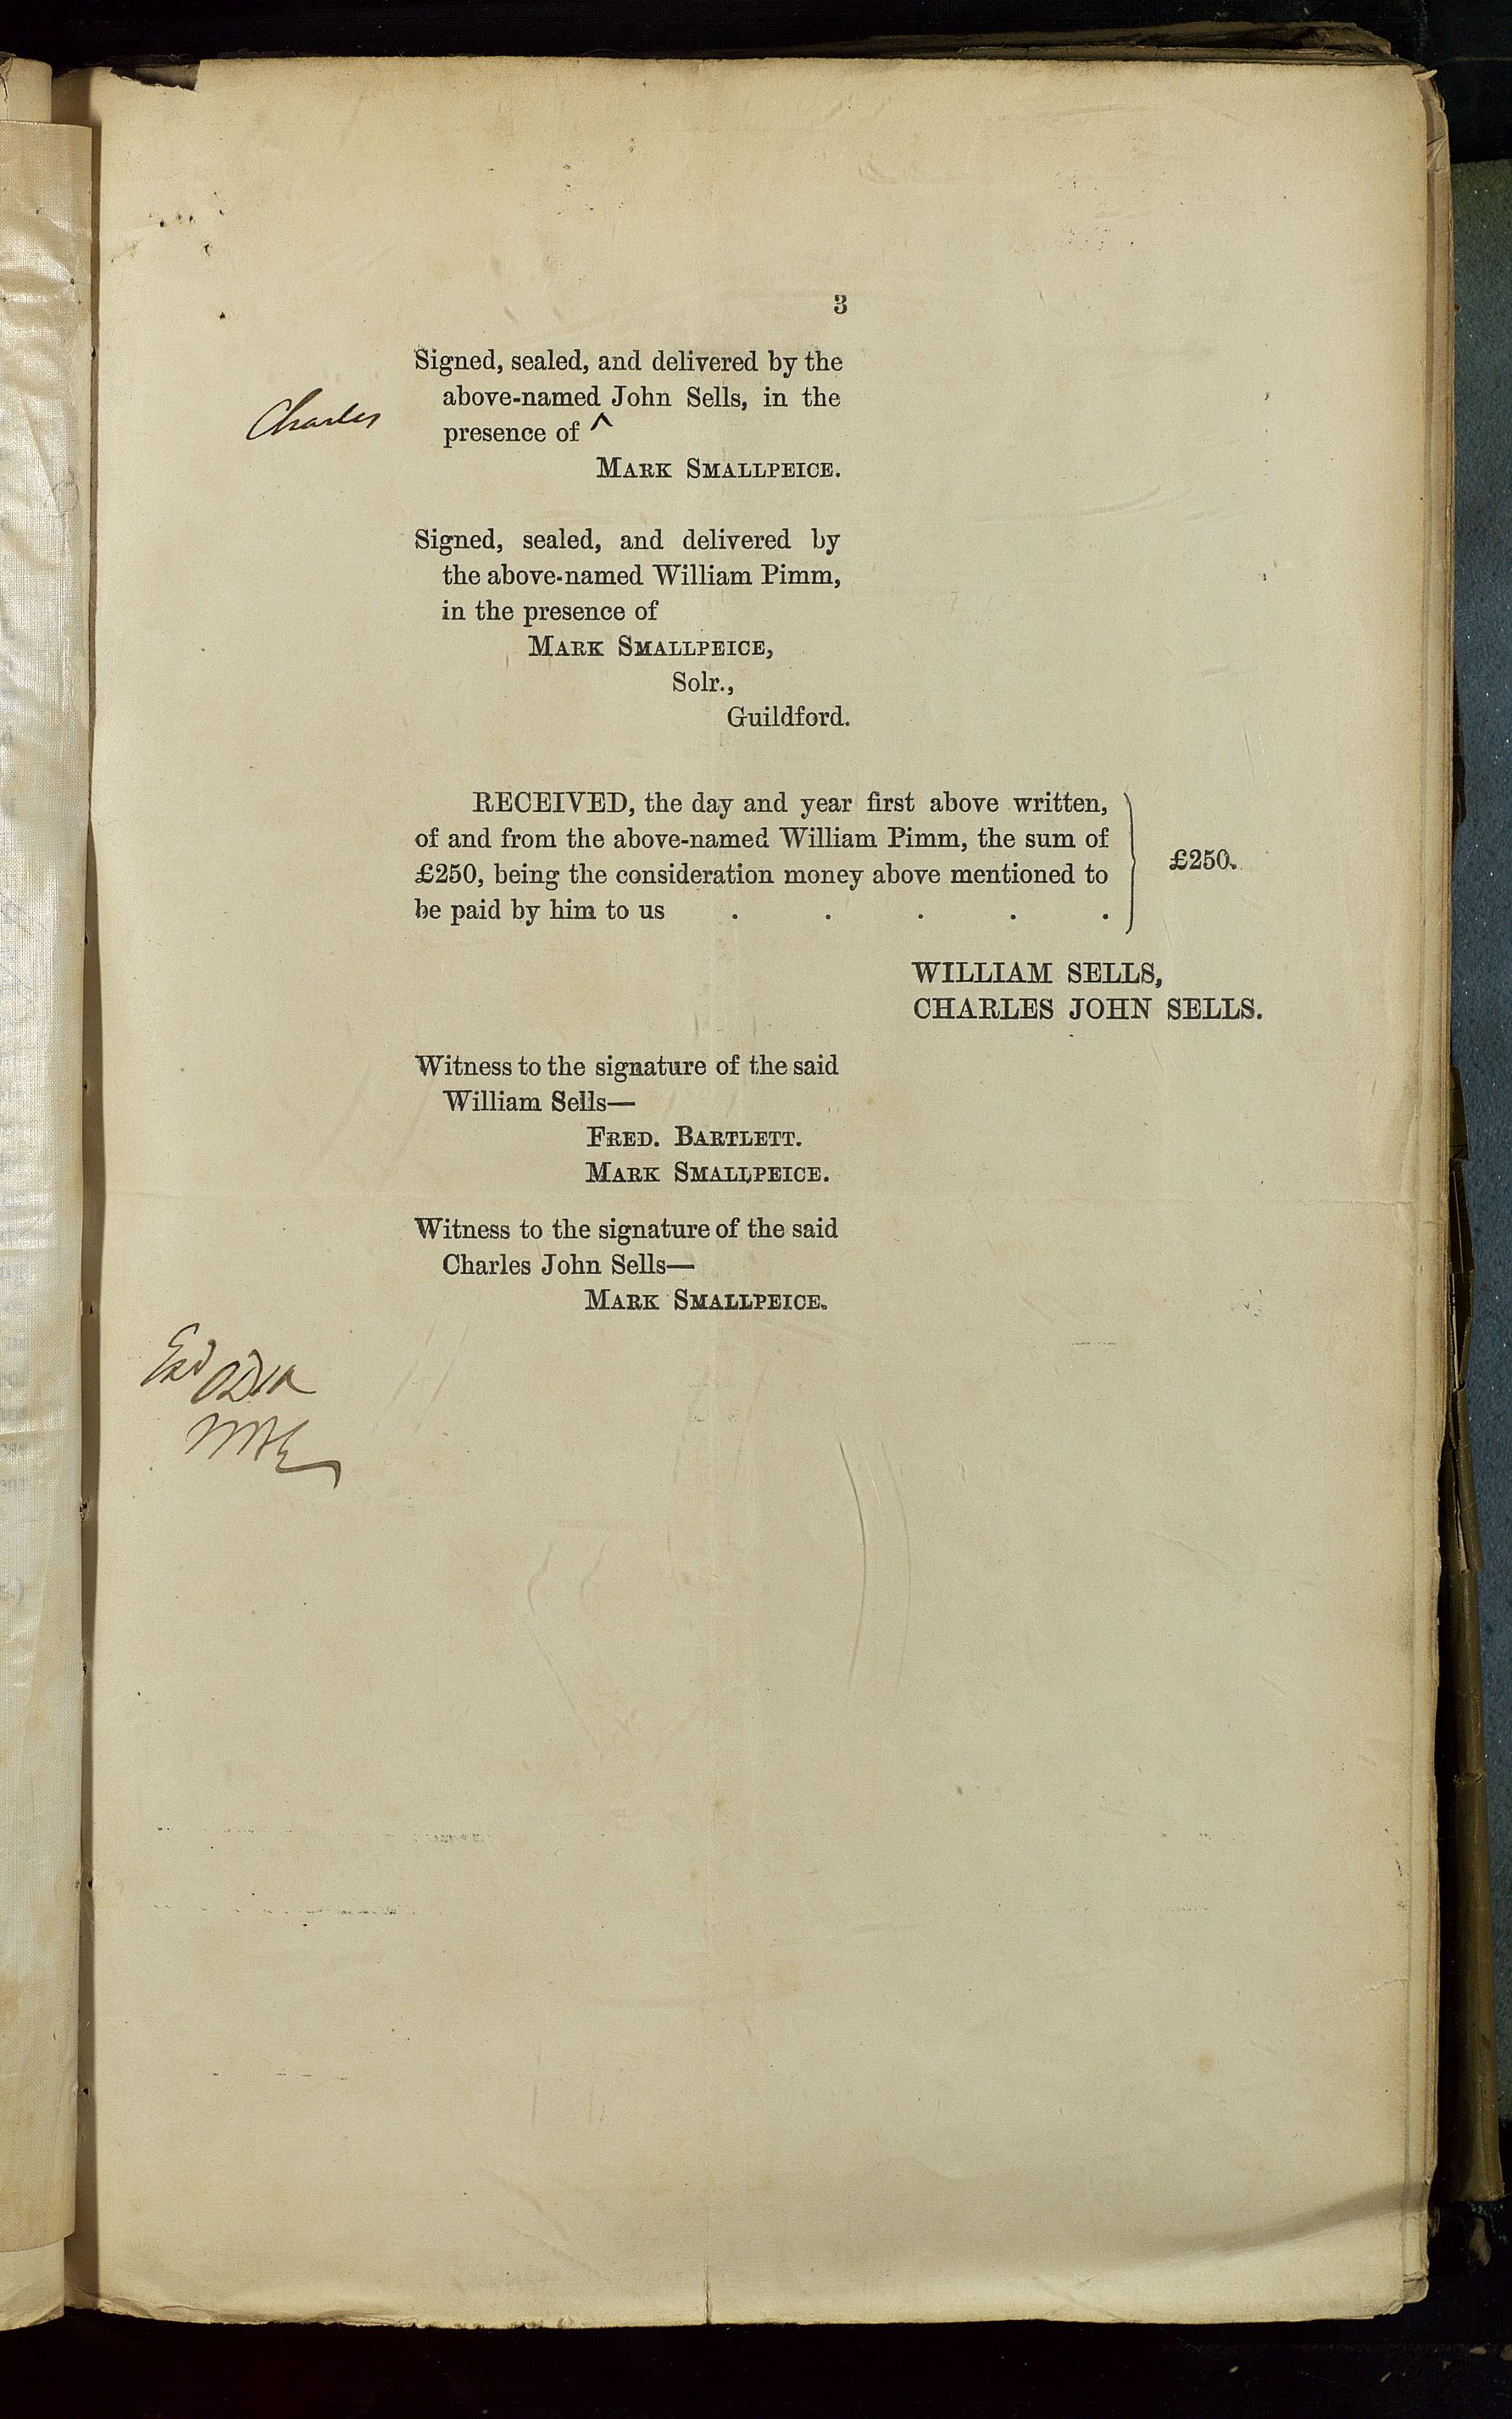 3
Signed, sealed, and delivered by the
above-named John Sells, in the
Charles
^
presence of
MARK SMALLPEICE.
Signed, sealed, and delivered by
the above-named William Pimm,
in the presence of
MARK SMALLPEICE,
Solr.,
Guildford.
RECEIVED, the day and year first above written,
of and from the above-named William Pimm, the sum of
£250, being the consideration money above mentioned to
be paid by him to us . . . . .
£250.
WILLIAM SELLS,
CHARLES JOHN SELLS.
Witness to the signature of the said
William Sells—
FRED. BARTLETT.
MARK SMALLPEICE.
Witness to the signature of the said
Charles John Sells—
MARK SMALLPEICE.
Exd